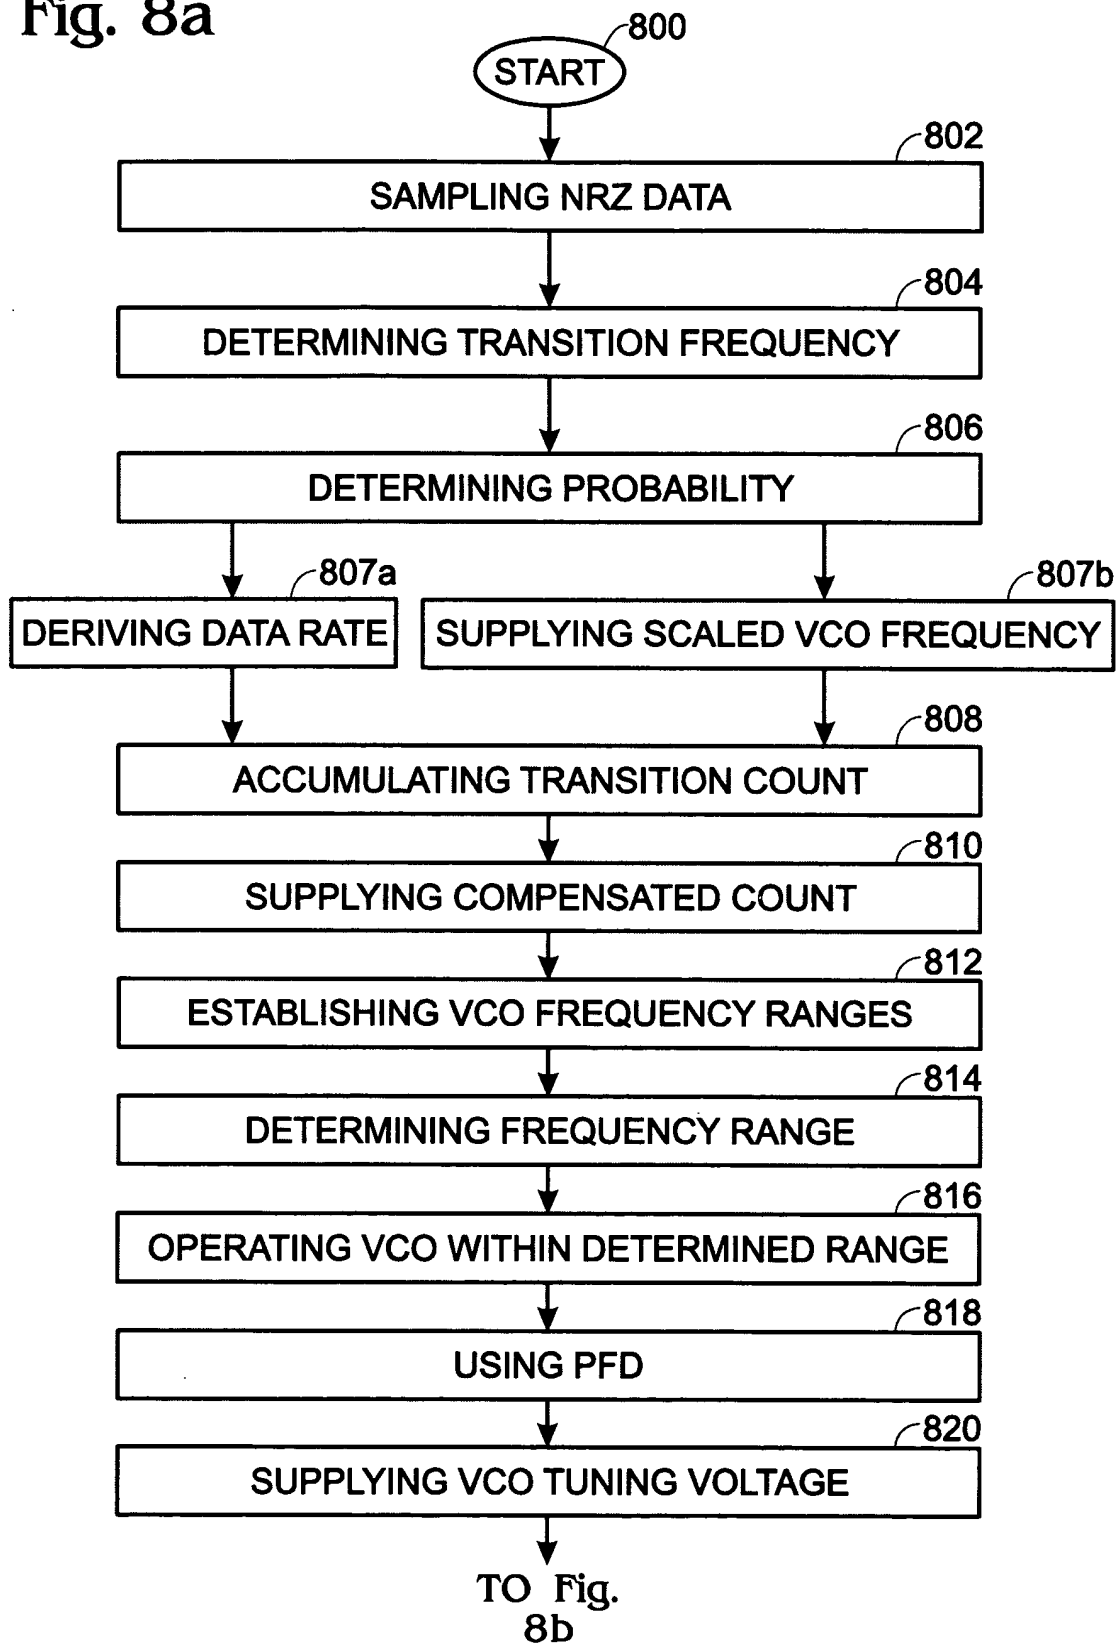 Fig. 8a
800
START
802
SAMPLING NRZ DATA
804
DETERMINING TRANSITION FREQUENCY
806
DETERMINING PROBABILITY
807a
807b
DERIVING DATA RATE
SUPPLYING SCALED VCO FREQUENCY
808
ACCUMULATING TRANSITION COUNT
810
SUPPLYING COMPENSATED COUNT
812
ESTABLISHING VCO FREQUENCY RANGES
814
DETERMINING FREQUENCY RANGE
816
OPERATING VCO WITHIN DETERMINED RANGE
818
USING PFD
820
SUPPLYING VCO TUNING VOLTAGE
TO Fig.
8b